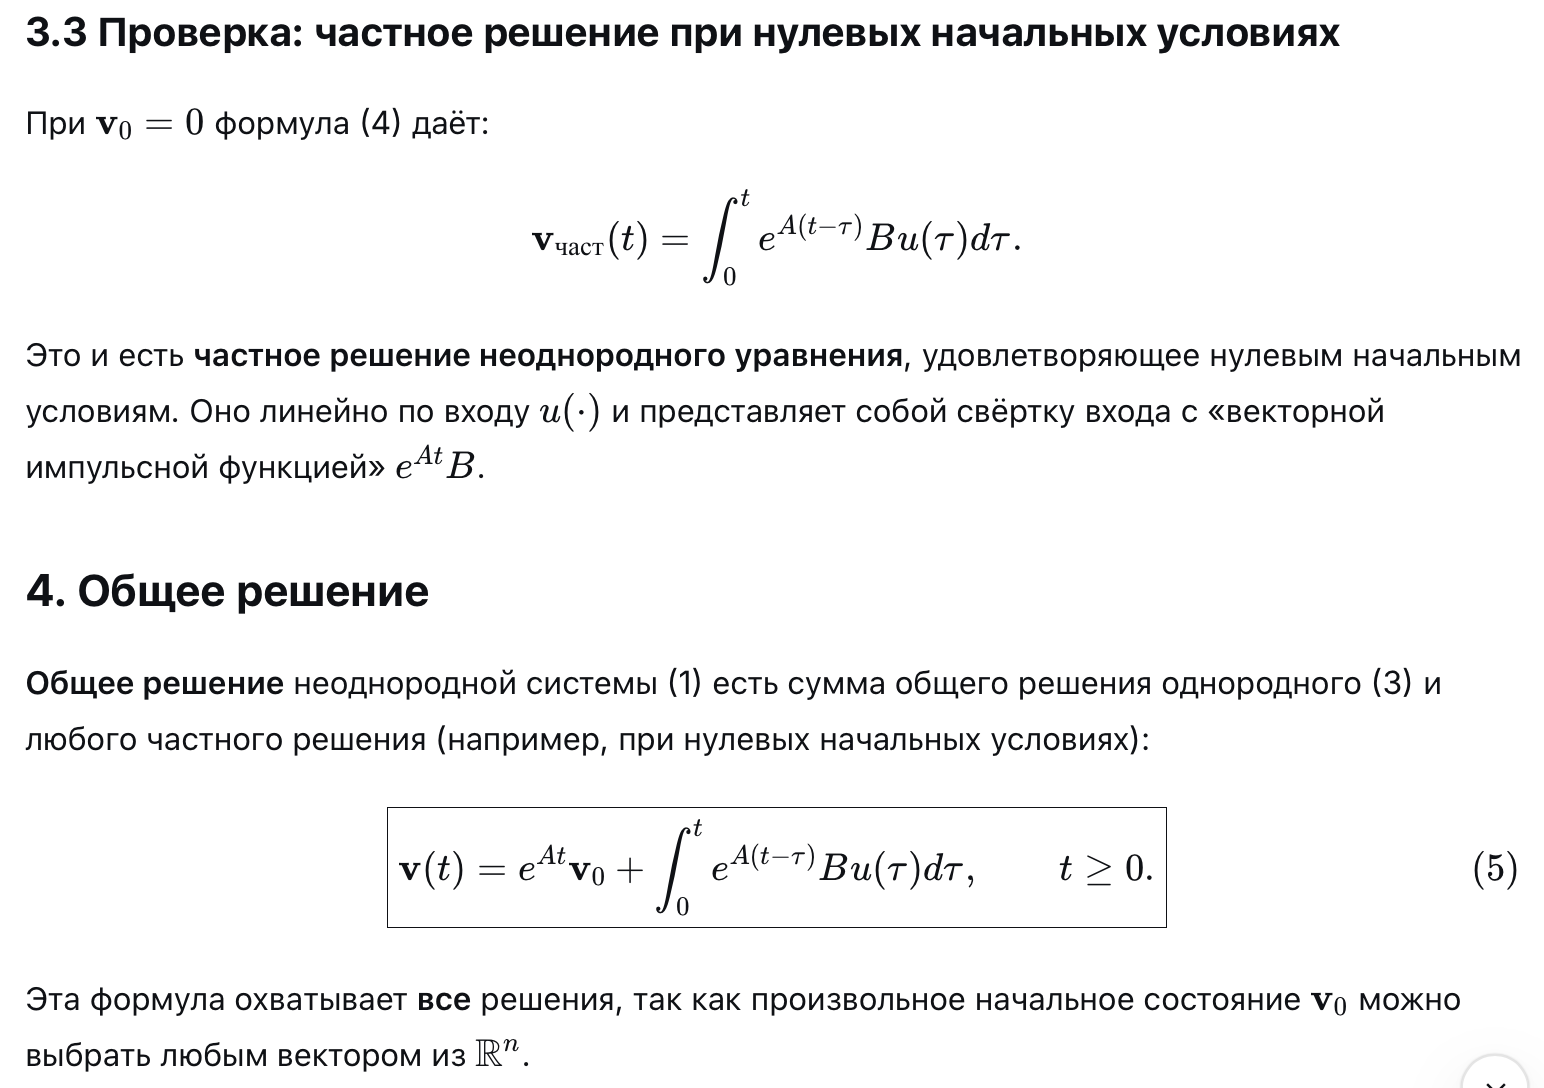 3.3 Проверка: частное решение при нулевых начальных условиях
При v₀ = 0 формула (4) даёт:
v_част(t) = ∫₀ᵗ e^{A(t−τ)} Bu(τ)dτ.
Это и есть частное решение неоднородного уравнения, удовлетворяющее нулевым начальным
условиям. Оно линейно по входу u(·) и представляет собой свёртку входа с «векторной
импульсной функцией» e^{At}B.
4. Общее решение
Общее решение неоднородной системы (1) есть сумма общего решения однородного (3) и
любого частного решения (например, при нулевых начальных условиях):
v(t) = e^{At}v₀ + ∫₀ᵗ e^{A(t−τ)} Bu(τ)dτ, t ≥ 0. (5)
Эта формула охватывает все решения, так как произвольное начальное состояние v₀ можно
выбрать любым вектором из ℝⁿ.